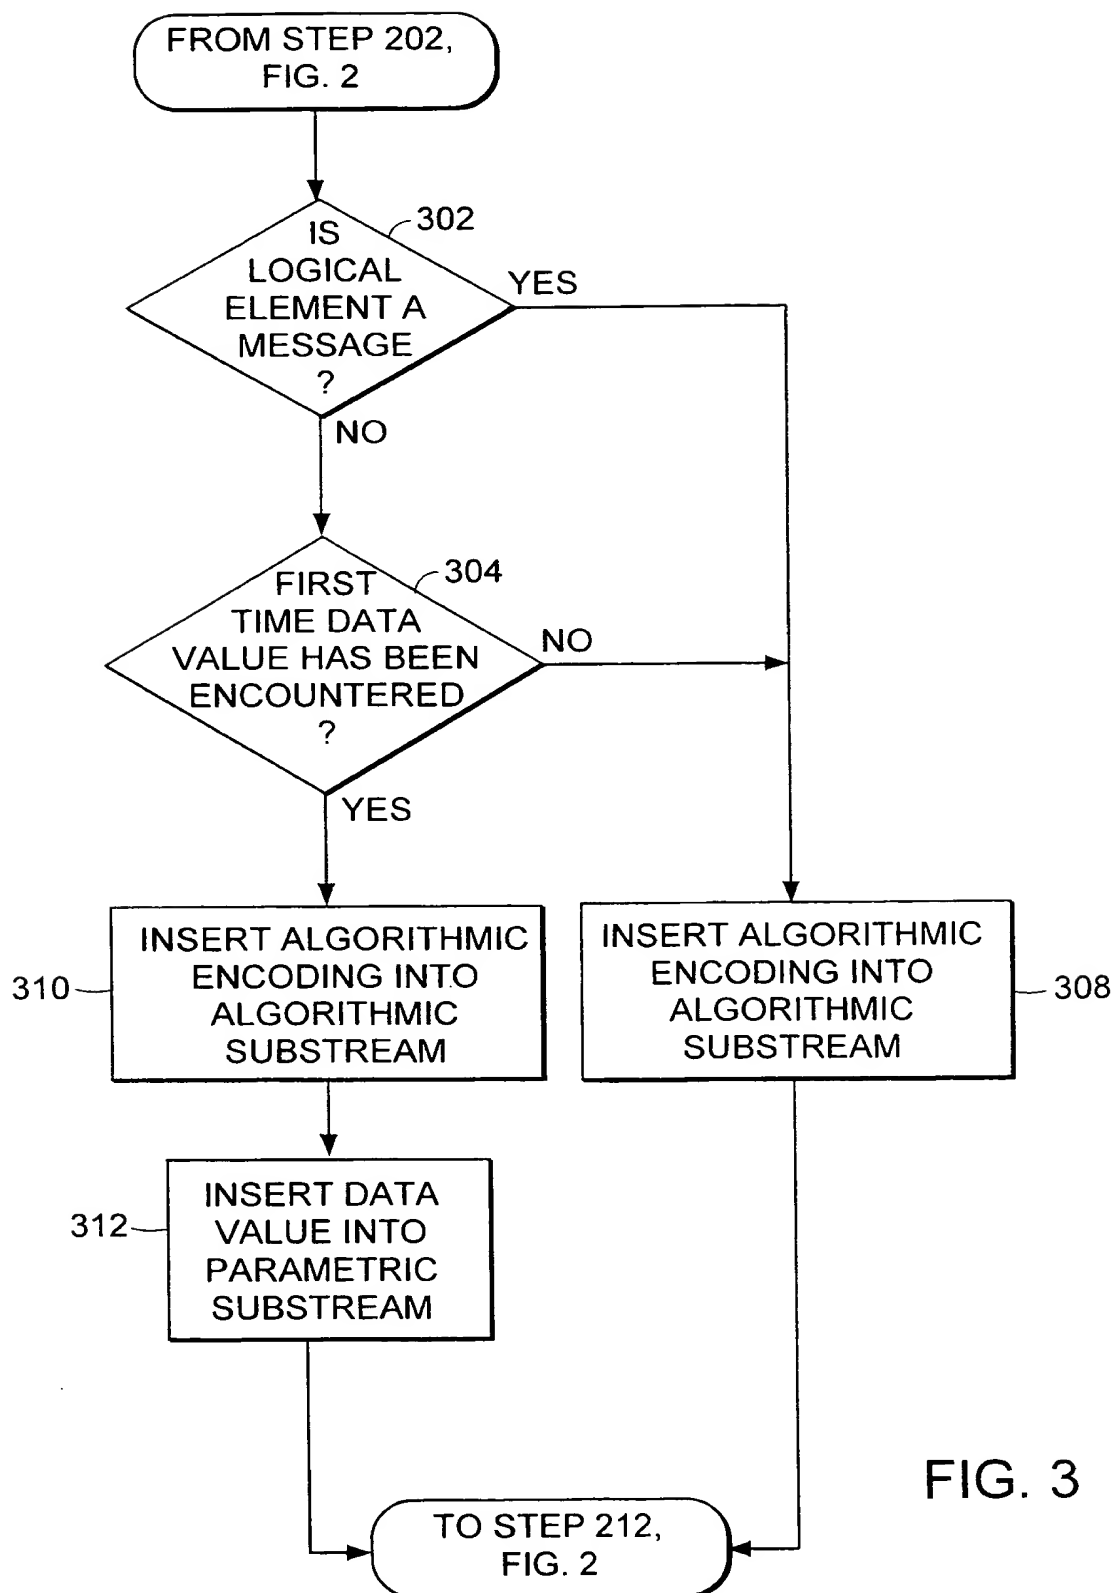 FROM STEP 202,
FIG. 2
302
IS
LOGICAL
ELEMENT A
MESSAGE
?
YES
NO
304
FIRST
TIME DATA
VALUE HAS BEEN
ENCOUNTERED
?
NO
YES
310
INSERT ALGORITHMIC
ENCODING INTO
ALGORITHMIC
SUBSTREAM
INSERT ALGORITHMIC
ENCODING INTO
ALGORITHMIC
SUBSTREAM
308
312
INSERT DATA
VALUE INTO
PARAMETRIC
SUBSTREAM
FIG. 3
TO STEP 212,
FIG. 2